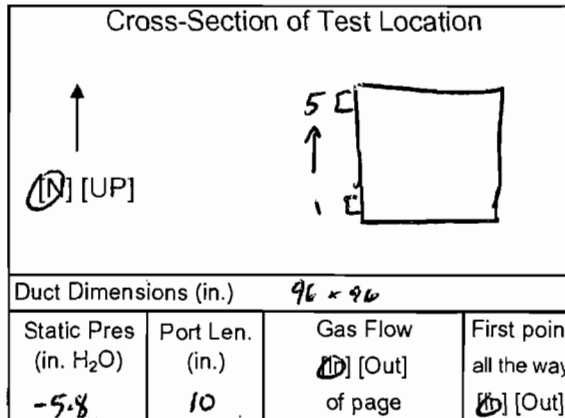 Cross-Section of Test Location
5
[N] [UP]
1
Duct Dimensions (in.) 96 x 96
Static Pres Port Len. Gas Flow First poin
(in. H₂O) (in.) [In] [Out] all the way
-5.8 10 of page [In] [Out]